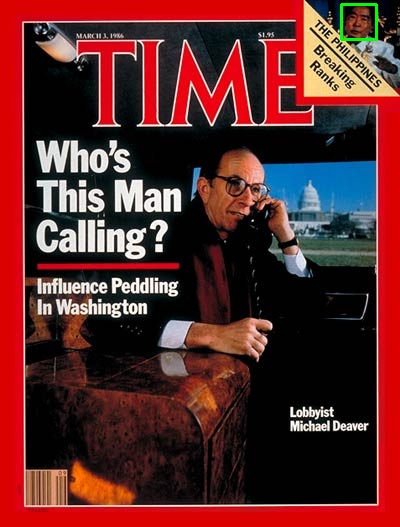 MARCH 3, 1986
$1.95
THE PHILIPPINES
Breaking
Ranks
TIME
Who's
This Man
Calling?
Influence Peddling
In Washington
Lobbyist
Michael Deaver
09